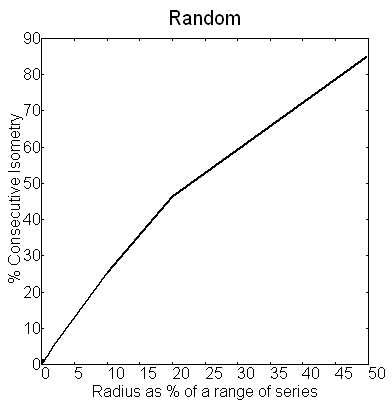 Random
90
80
70
60
50
40
30
20
10
0
% Consecutive Isometry
0 5 10 15 20 25 30 35 40 45 50
Radius as % of a range of series